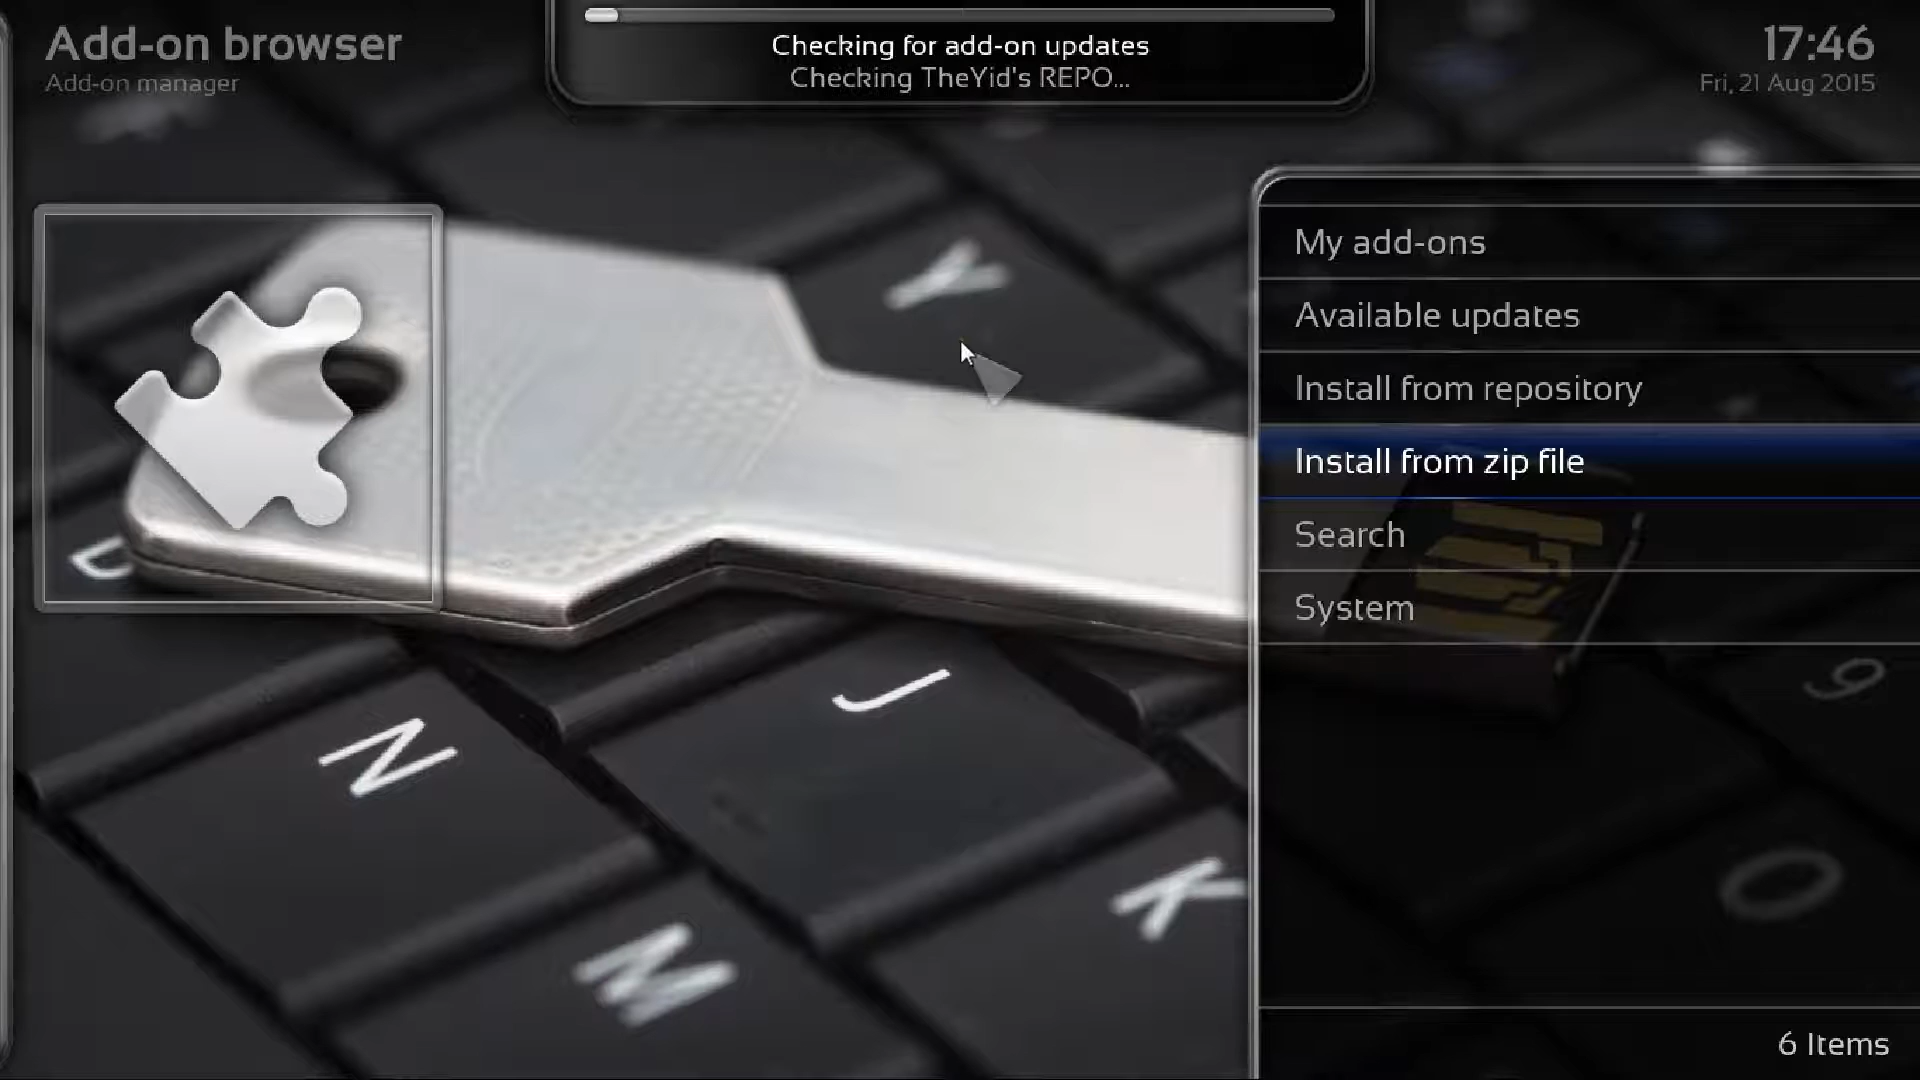 Add-on browser
Add-on manager
Checking for add-on updates
Checking TheYid's REPO...
17:46
Fri, 21 Aug 2015
My add-ons
Available updates
Install from repository
Install from zip file
Search
System
6 Items
Y
D
J
N
K
M
9
O